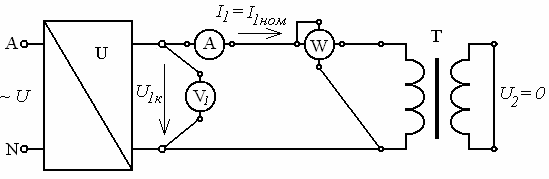 I₁ = I₁ном
A
U
A
W
T
~ U
U₁к
V₁
U₂ = 0
N